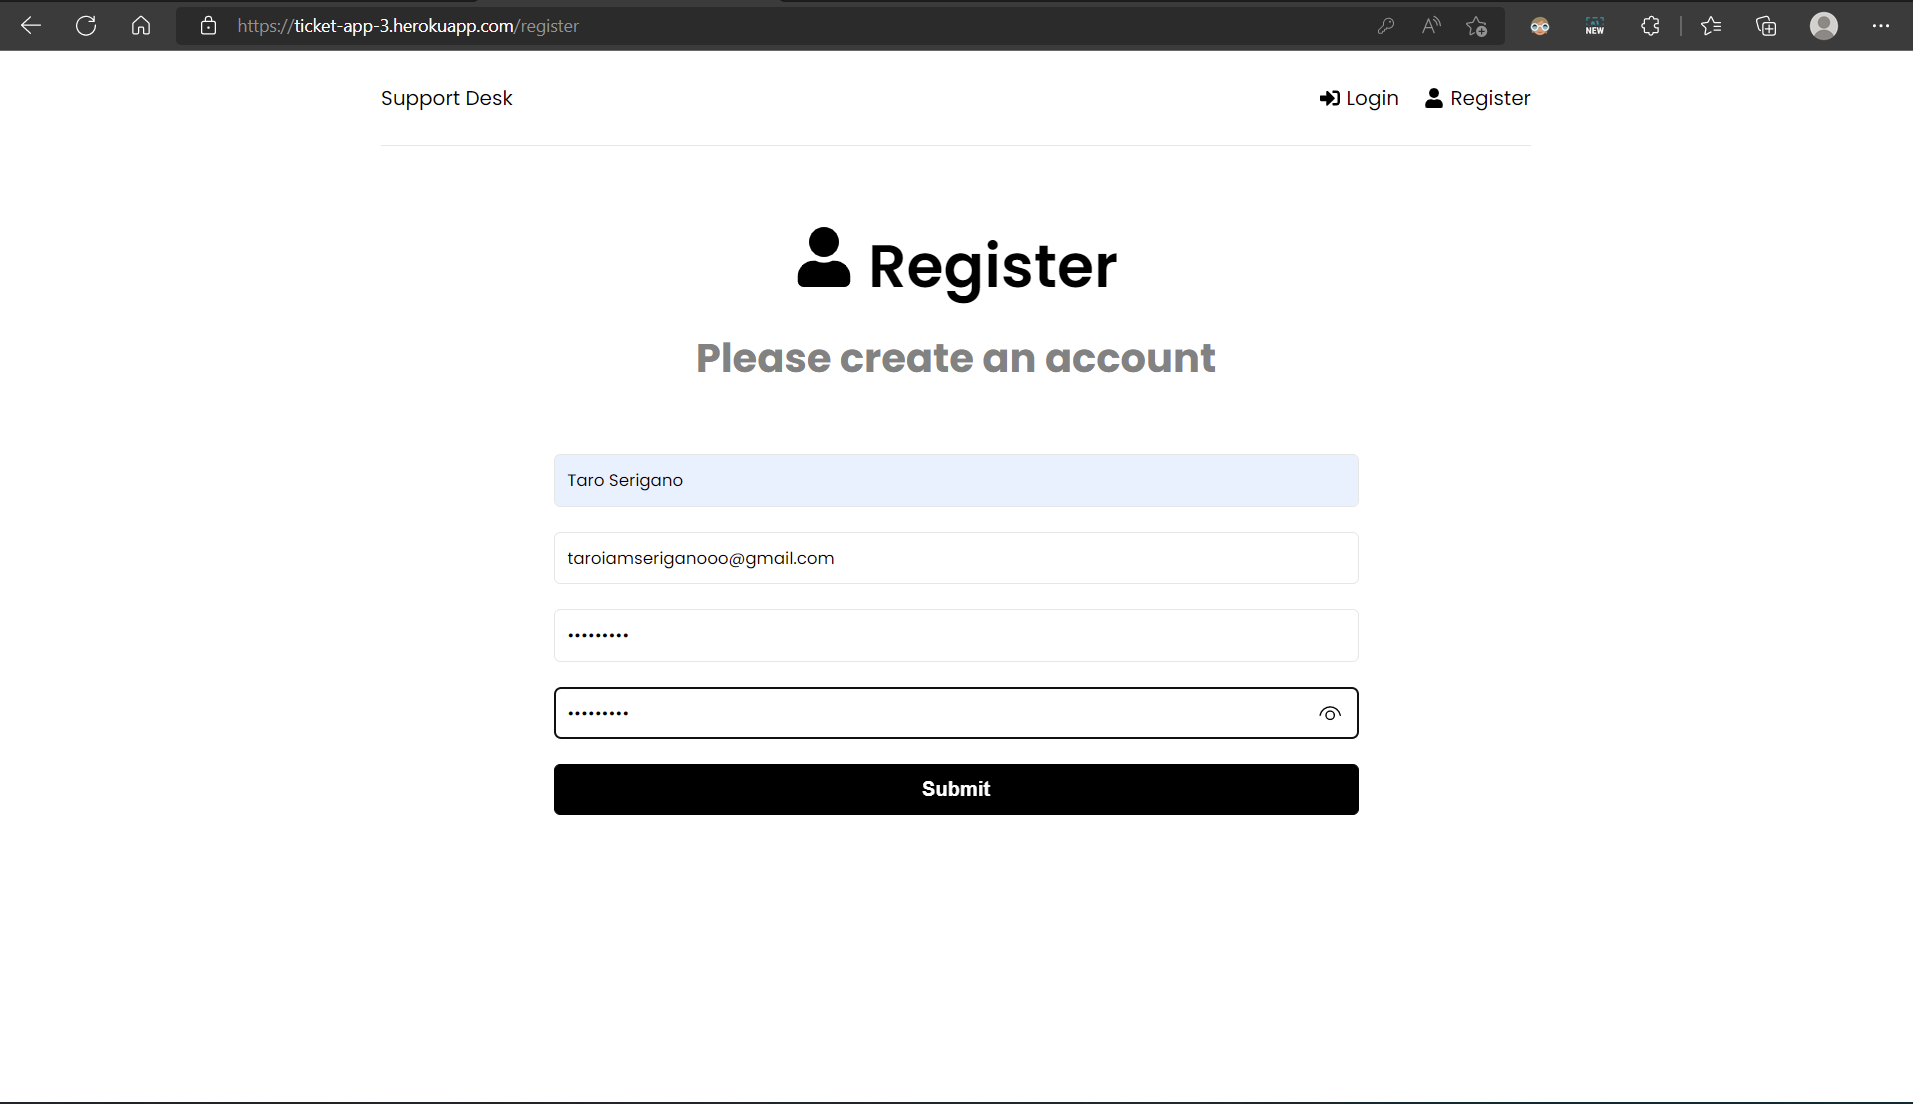 https://ticket-app-3.herokuapp.com/register
NEW
Support Desk
Login
Register
Register
Please create an account
Taro Serigano
taroiamseriganooo@gmail.com
•••••••••
•••••••••
Submit